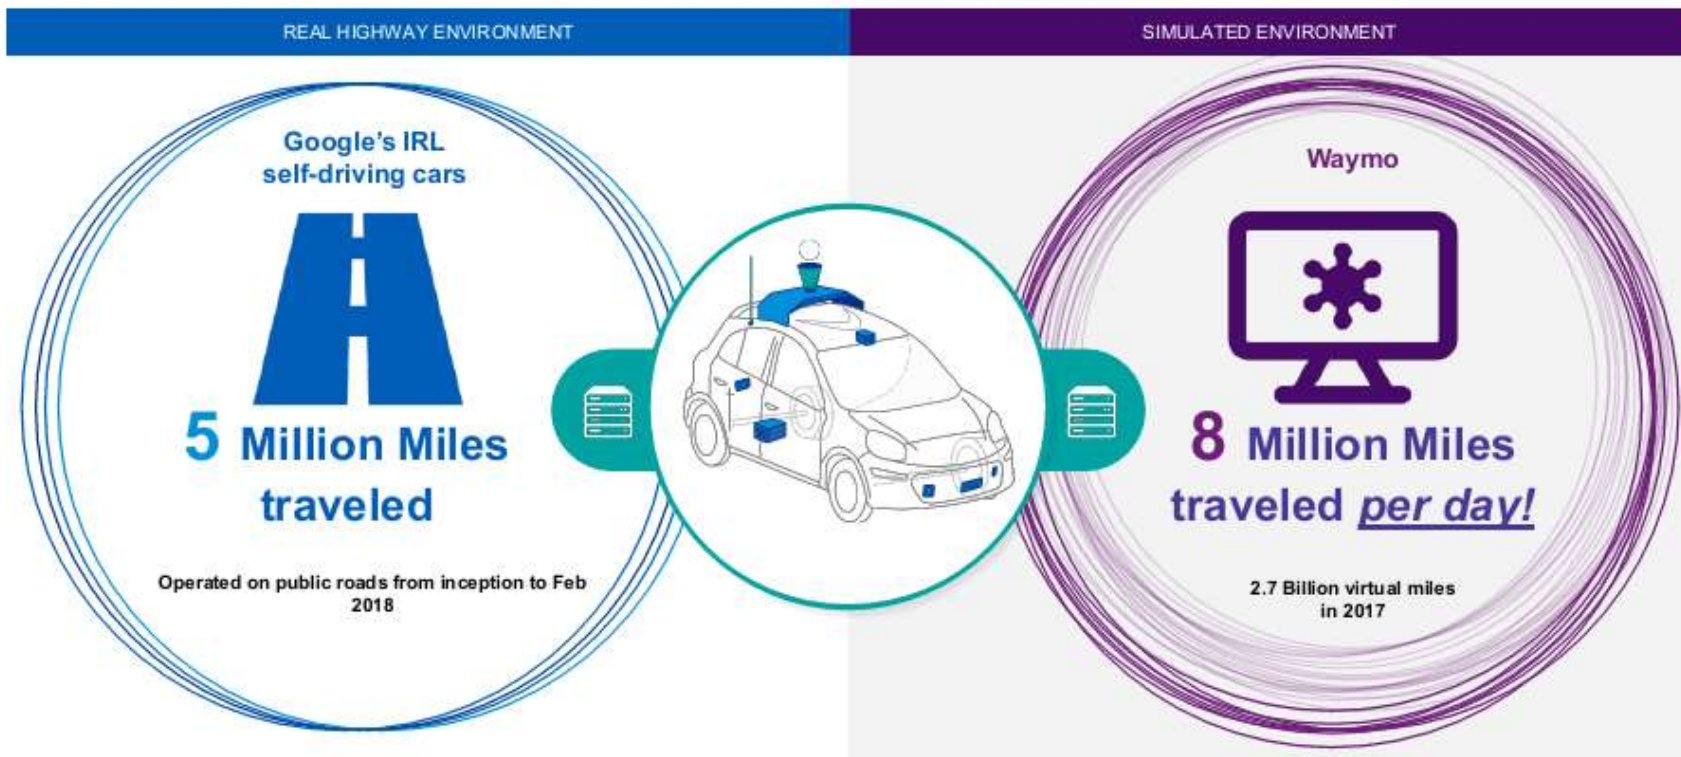 REAL HIGHWAY ENVIRONMENT
SIMULATED ENVIRONMENT
Google's IRL
self-driving cars
5 Million Miles
traveled
Operated on public roads from inception to Feb
2018
Waymo
8 Million Miles
traveled per day!
2.7 Billion virtual miles
in 2017